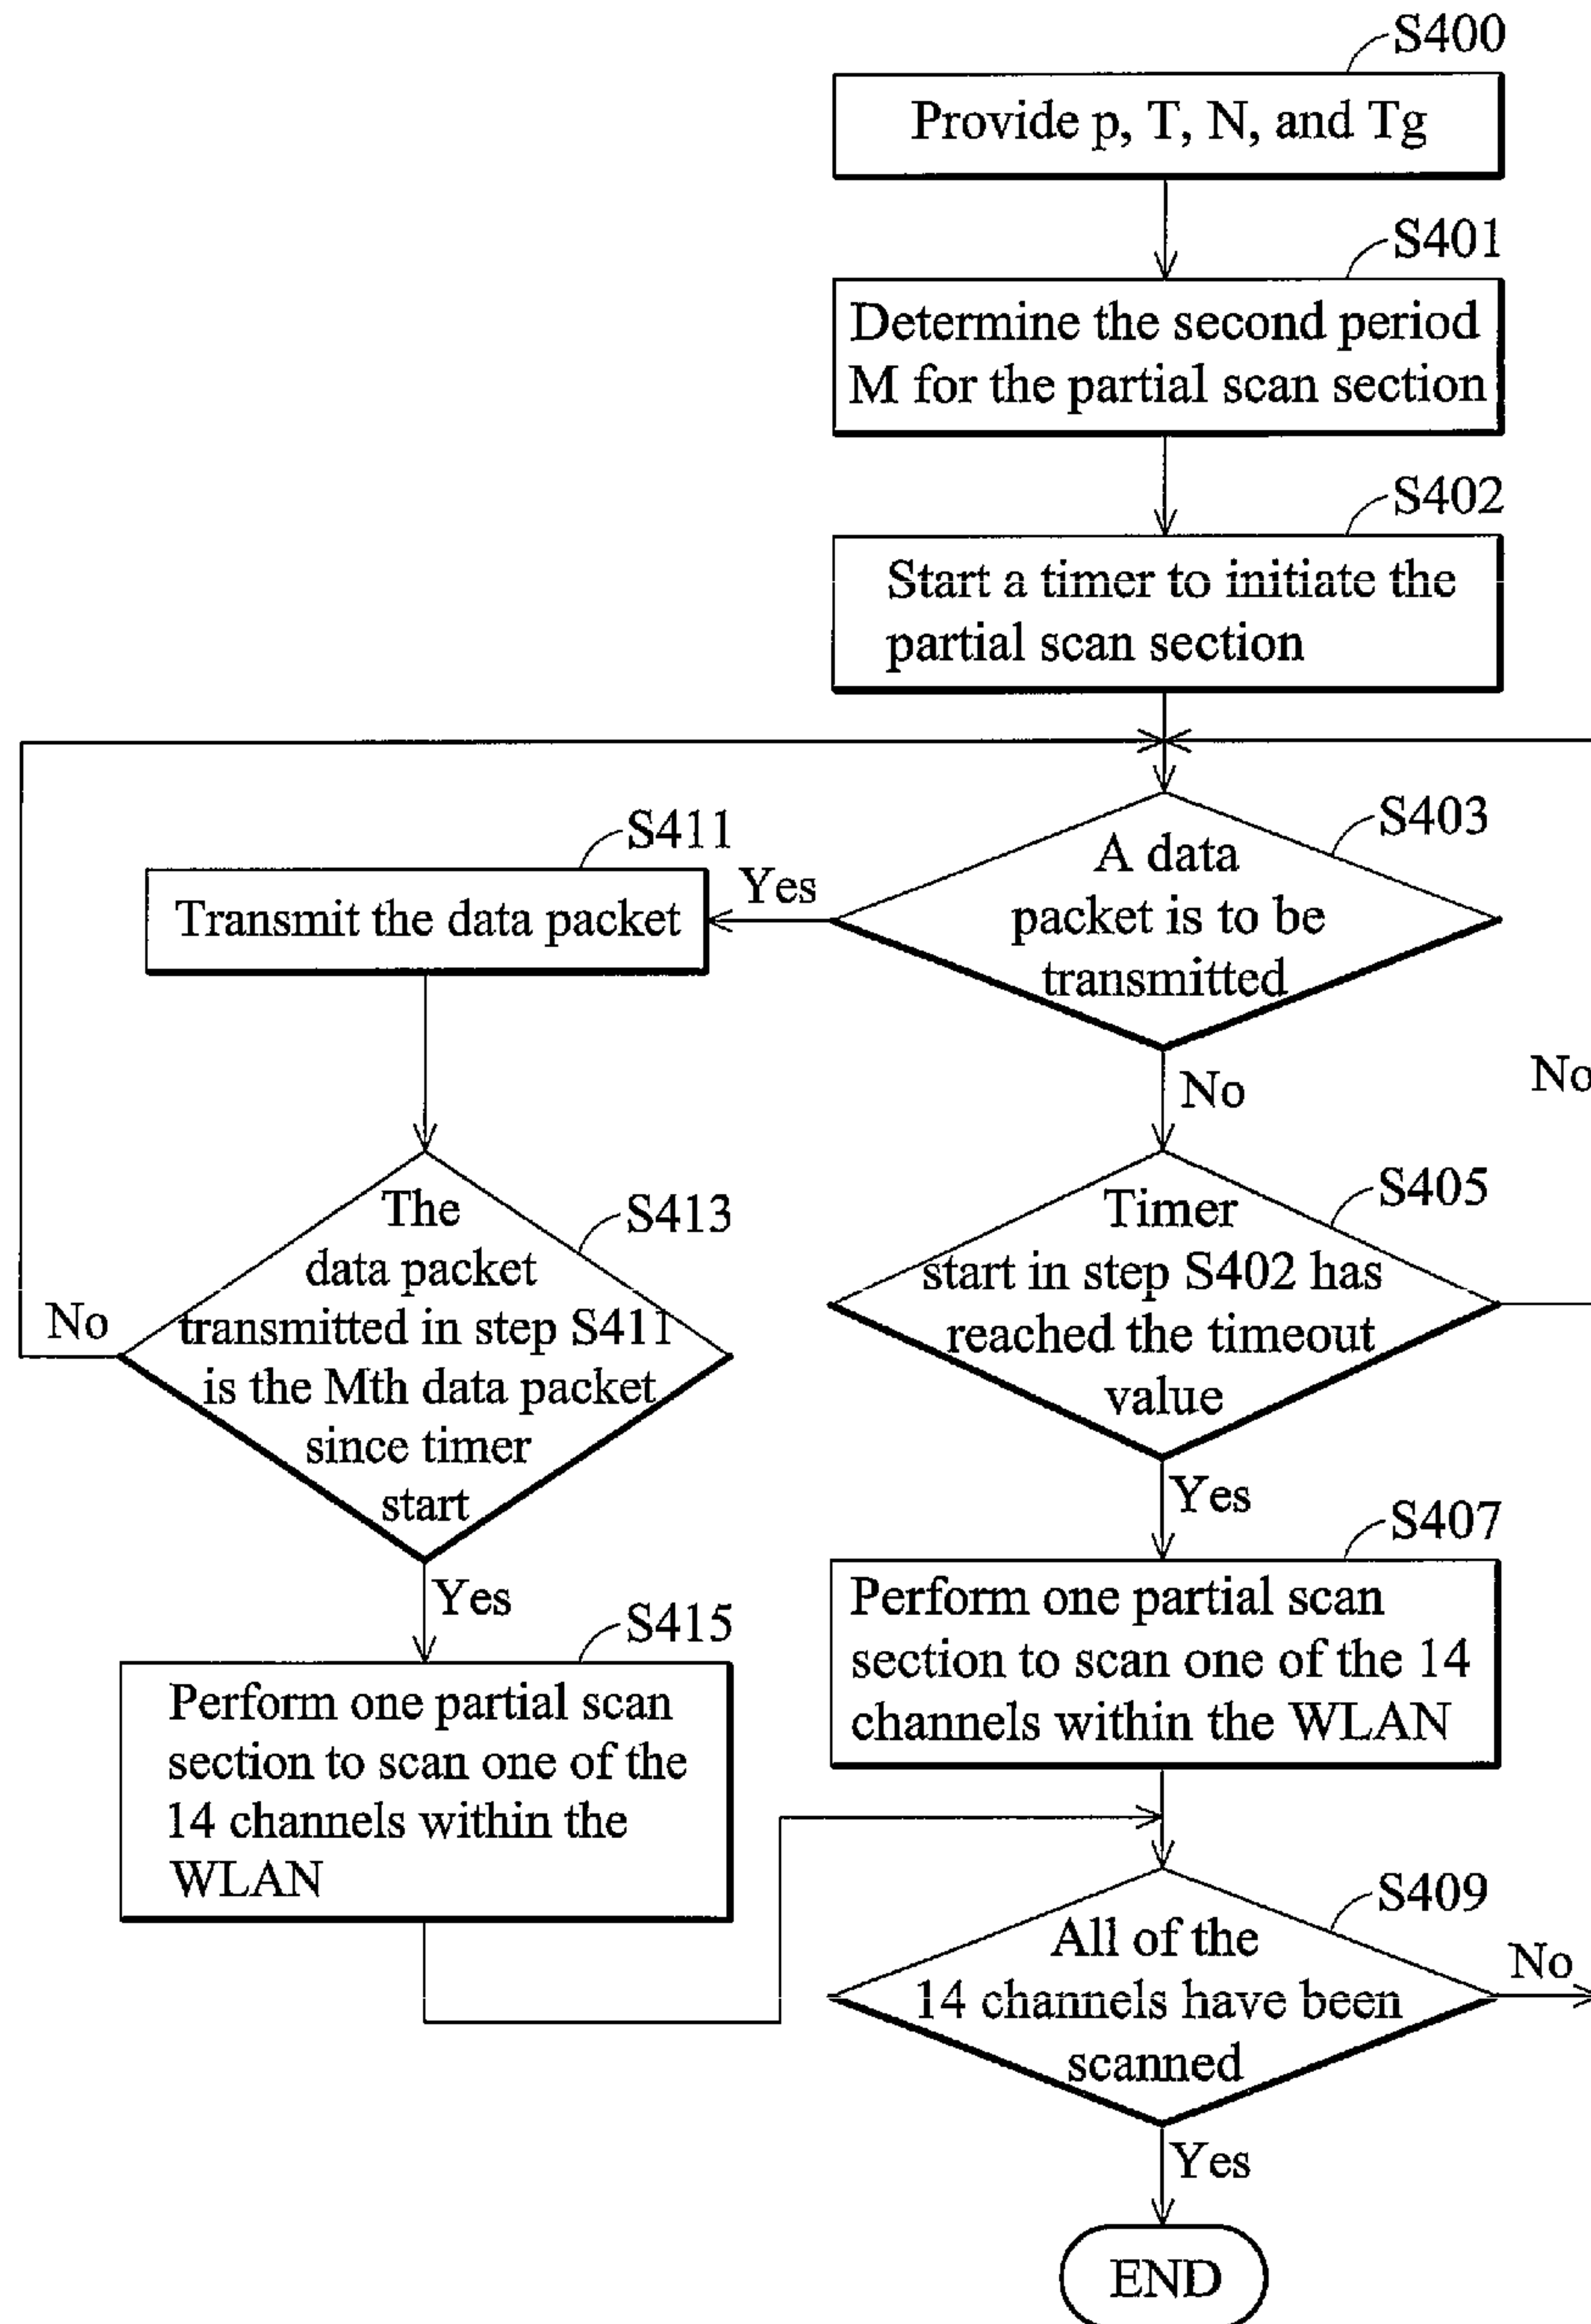 S400
Provide p, T, N, and Tg
S401
Determine the second period
M for the partial scan section
S402
Start a timer to initiate the
partial scan section
S403
A data
packet is to be
transmitted
Yes
No
S411
Transmit the data packet
S413
The
data packet
transmitted in step S411
is the Mth data packet
since timer
start
No
Yes
S415
Perform one partial scan
section to scan one of the
14 channels within the
WLAN
S405
Timer
start in step S402 has
reached the timeout
value
No
Yes
S407
Perform one partial scan
section to scan one of the 14
channels within the WLAN
S409
All of the
14 channels have been
scanned
No
Yes
END